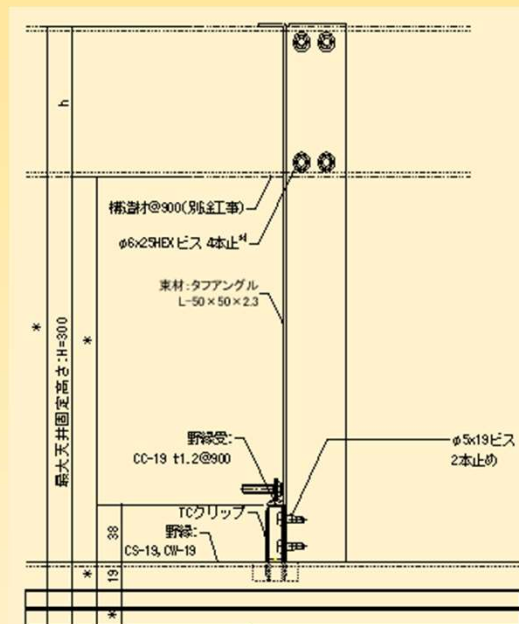 h
構造材@900(別途工事)
φ6x25HEXビス 4本止*4
束材:タフアングル
L-50×50×2.3
*
*
最大天井固定高さ:H=300
野縁受:
CC-19 t1.2@900
φ5x19ビス
2本止め
TCクリップ
野縁:
CS-19,CW-19
38
19
*
*